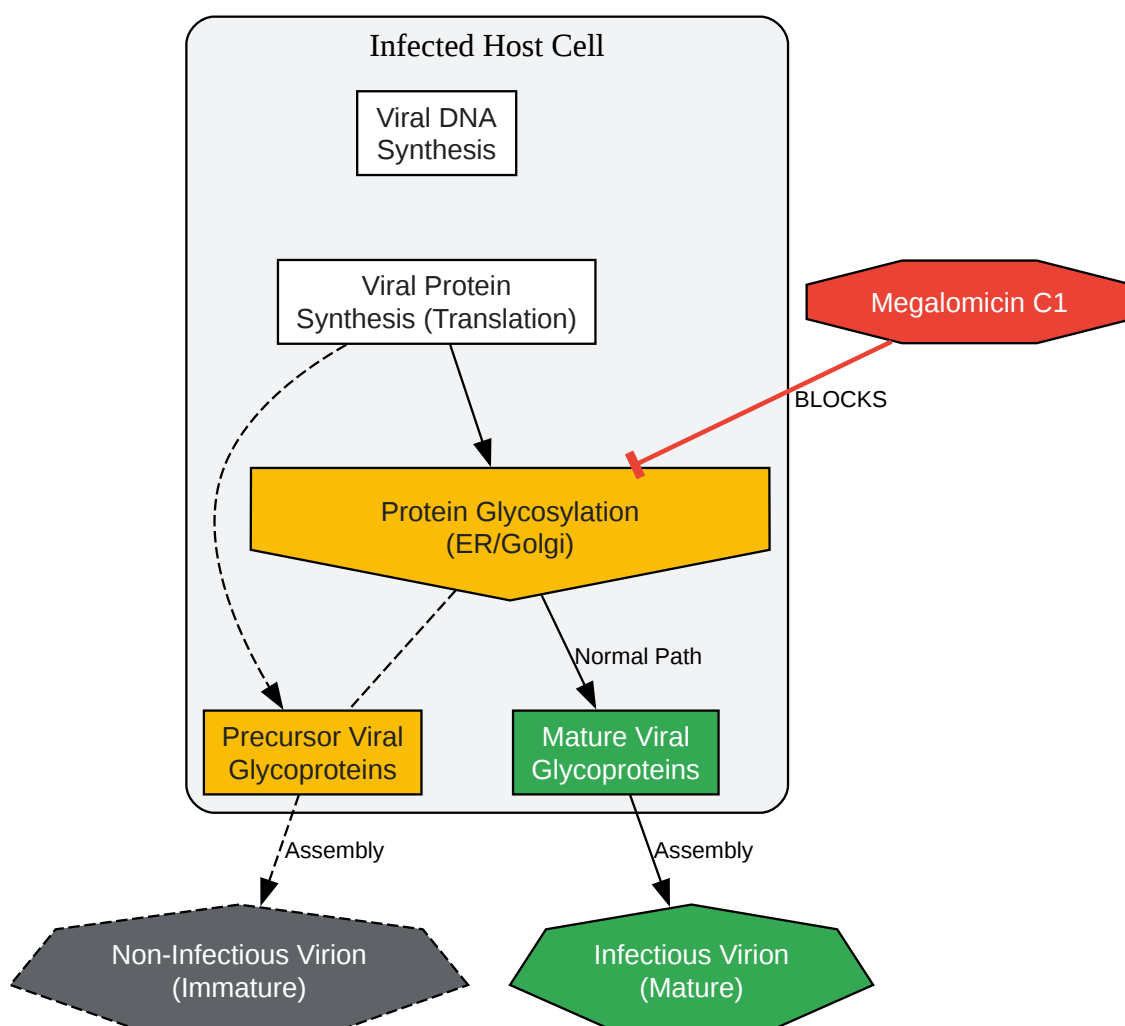 Infected Host Cell
Viral DNA
Synthesis
Viral Protein
Synthesis (Translation)
Megalomicin C1
BLOCKS
Protein Glycosylation
(ER/Golgi)
Normal Path
Precursor Viral
Glycoproteins
Mature Viral
Glycoproteins
Assembly
Assembly
Non-Infectious Virion
(Immature)
Infectious Virion
(Mature)